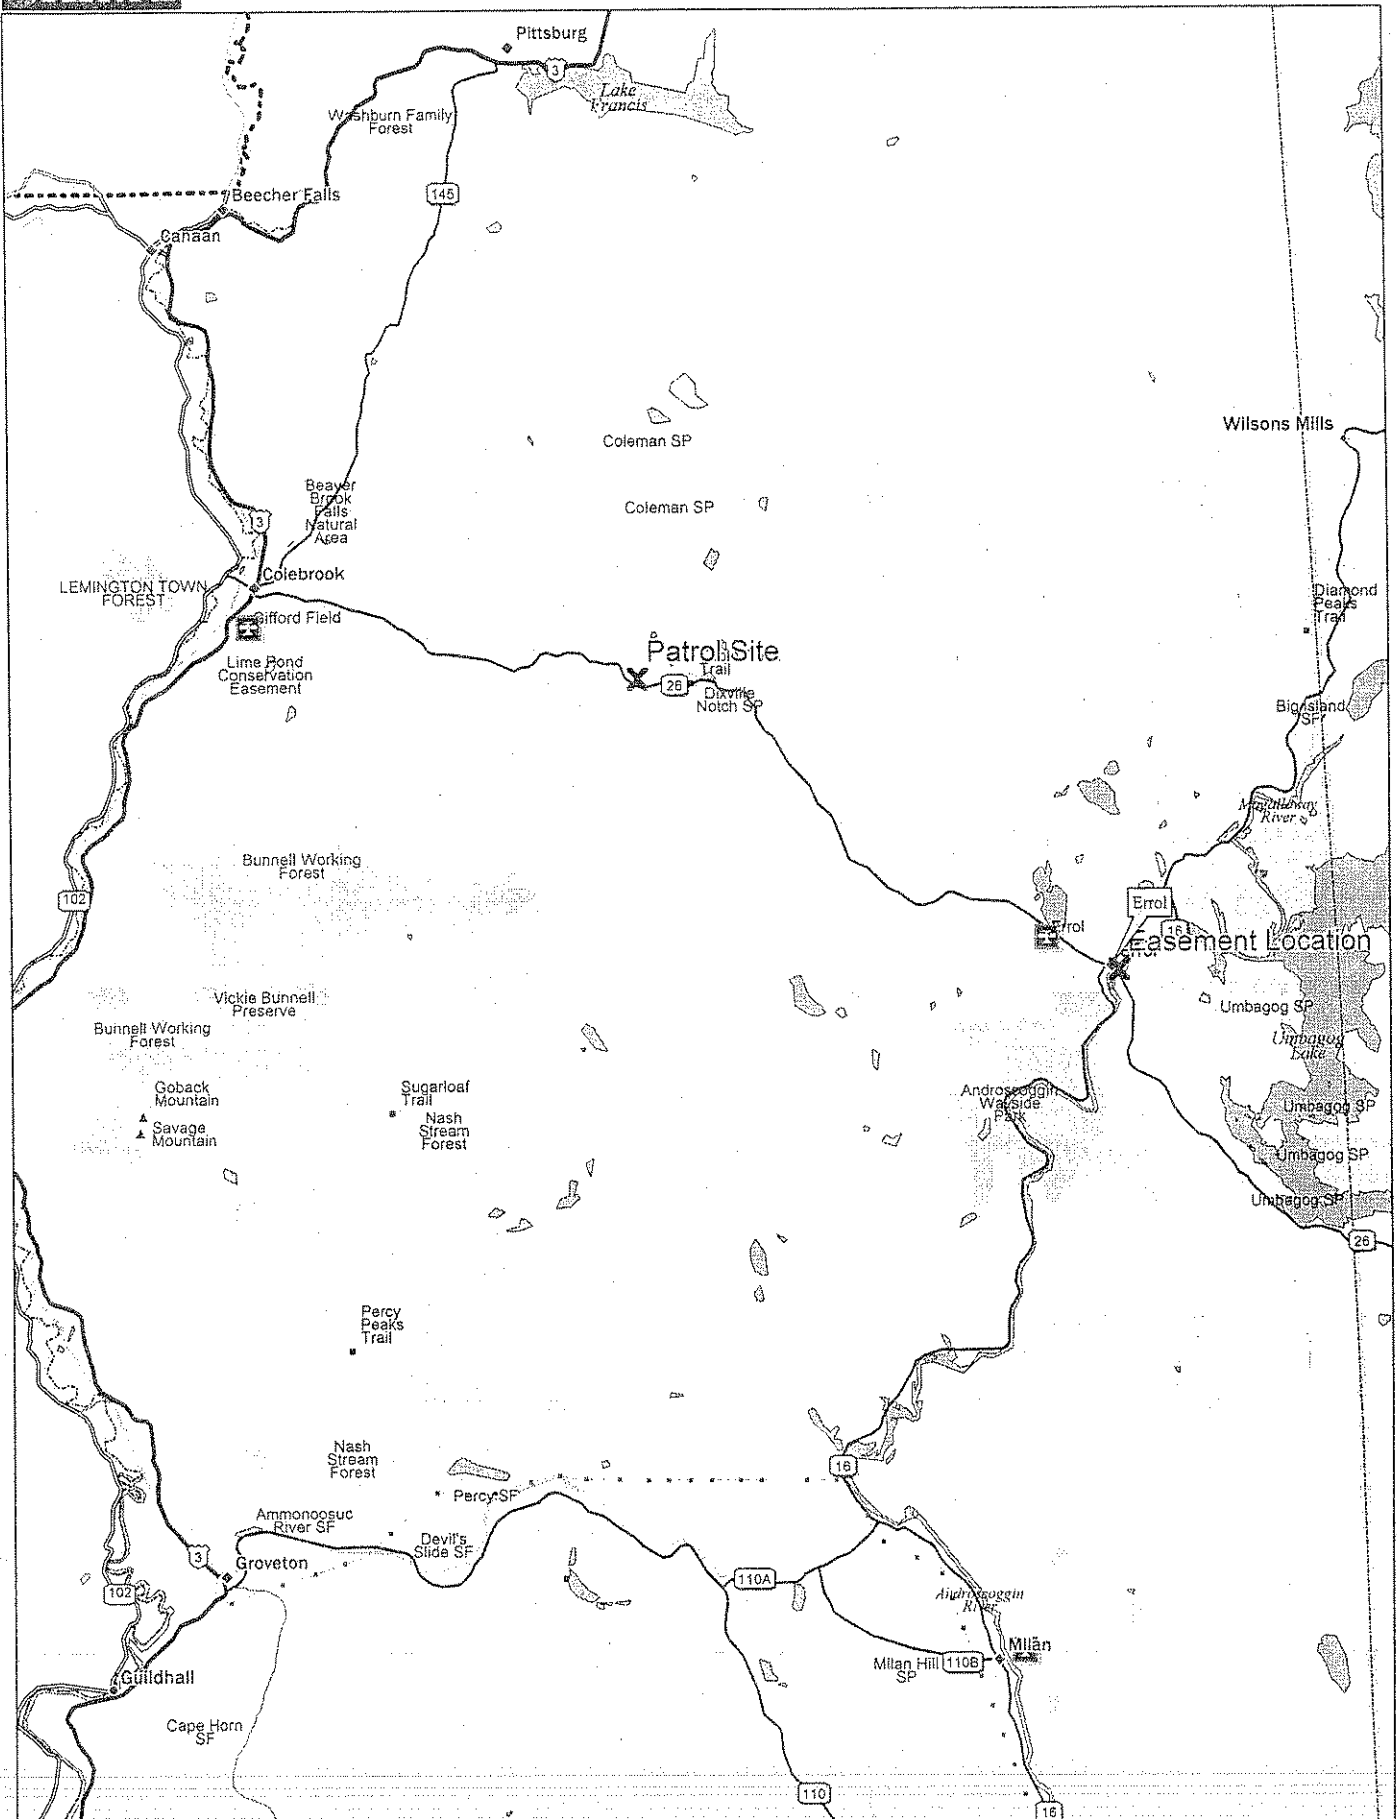 Pittsburg
3
Lake
Francis
Washburn Family
Forest
145
Beecher Falls
Canaan
Wilsons Mills
Coleman SP
Coleman SP
Beaver
Brook
Falls
Natural
Area
3
Colebrook
LEMINGTON TOWN
FOREST
Gifford Field
Diamond
Peaks
Trail
Patrol Site
Trail
26
Dixville
Notch SP
Lime Pond
Conservation
Easement
Big Island
SF
Magalloway
River
Bunnell Working
Forest
102
Errol
16
Errol
Easement Location
Vickie Bunnell
Preserve
Umbagog SP
Bunnell Working
Forest
Umbagog
Lake
Goback
Mountain
Savage
Mountain
Sugarloaf
Trail
Nash
Stream
Forest
Androscoggin
Wayside
Park
Umbagog SP
Umbagog SP
Umbagog SP
26
Percy
Peaks
Trail
Nash
Stream
Forest
16
Percy SF
Ammonoosuc
River SF
Devil's
Slide SF
3
Groveton
102
110A
Androscoggin
River
Milan
Milan Hill
SP
110B
Guildhall
Cape Horn
SF
110
16